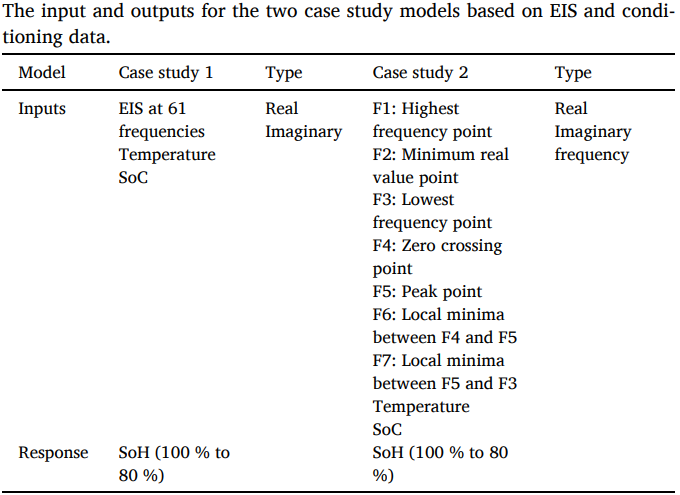 The input and outputs for the two case study models based on EIS and condi-
tioning data.
Model Case study 1 Type Case study 2 Type
Inputs EIS at 61 Real F1: Highest Real
frequencies Imaginary frequency point Imaginary
Temperature F2: Minimum real frequency
SoC value point
F3: Lowest
frequency point
F4: Zero crossing
point
F5: Peak point
F6: Local minima
between F4 and F5
F7: Local minima
between F5 and F3
Temperature
SoC
Response SoH (100 % to SoH (100 % to 80
80 %) %)